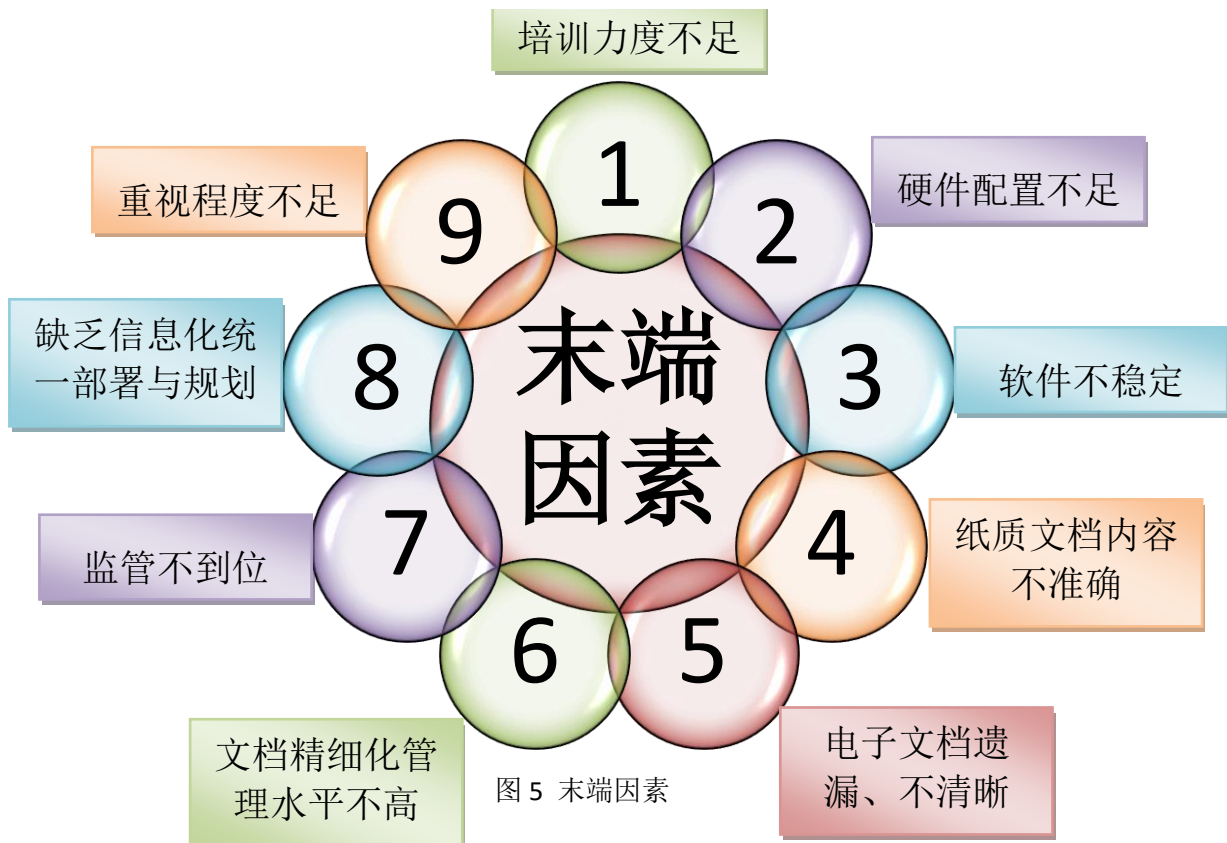 培训力度不足
1
2
硬件配置不足
3
软件不稳定
4
纸质文档内容
不准确
5
电子文档遗
漏、不清晰
6
文档精细化管
理水平不高
7
监管不到位
8
缺乏信息化统
一部署与规划
9
重视程度不足
末端
因素
图 5 末端因素